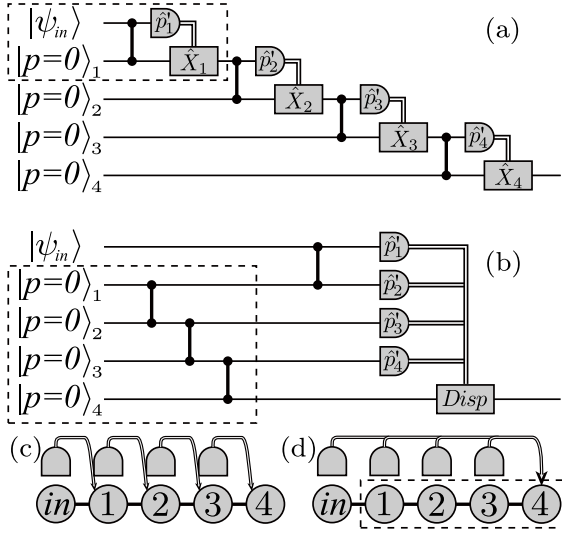 |ψ_in⟩ p̂'₁ (a)
|p=0⟩₁ X̂₁ p̂'₂
|p=0⟩₂ X̂₂ p̂'₃
|p=0⟩₃ X̂₃ p̂'₄
|p=0⟩₄ X̂₄
|ψ_in⟩ p̂'₁ (b)
|p=0⟩₁ p̂'₂
|p=0⟩₂ p̂'₃
|p=0⟩₃ p̂'₄
|p=0⟩₄ Disp
(c) (d)
in 1 2 3 4 in 1 2 3 4